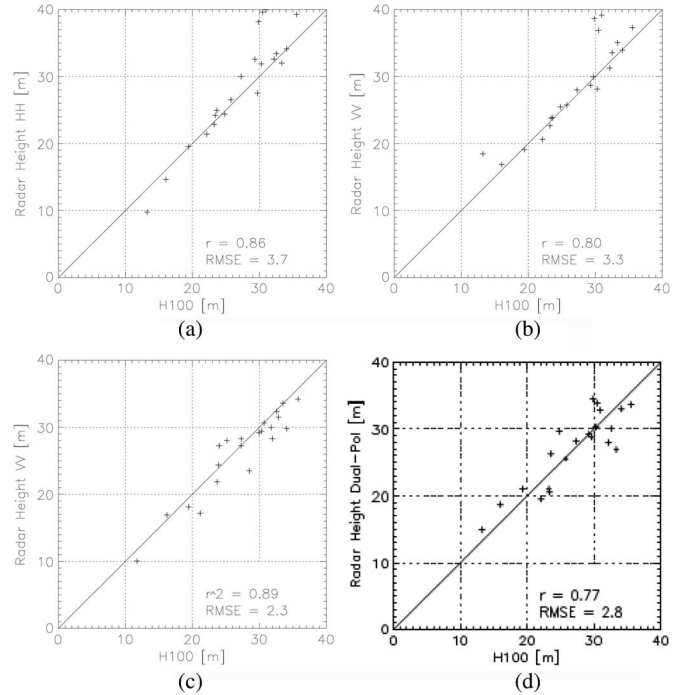 40
30
20
10
0
Radar Height HH [m]
r = 0.86
RMSE = 3.7
0 10 20 30 40
H100 [m]
(a)
40
30
20
10
0
Radar Height VV [m]
r = 0.80
RMSE = 3.3
0 10 20 30 40
H100 [m]
(b)
40
30
20
10
0
Radar Height VV [m]
r^2 = 0.89
RMSE = 2.3
0 10 20 30 40
H100 [m]
(c)
40
30
20
10
0
Radar Height Dual-Pol [m]
r = 0.77
RMSE = 2.8
0 10 20 30 40
H100 [m]
(d)